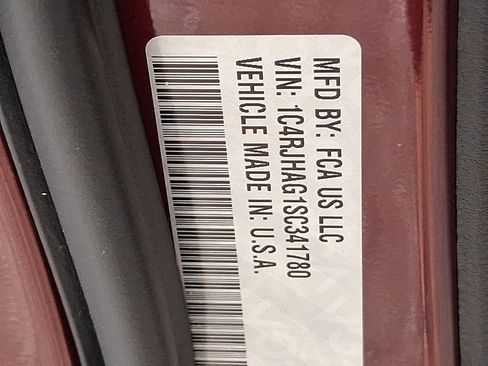 MFD BY: FCA US LLC
VIN: 1C4RJHAG1SC341780
VEHICLE MADE IN: U.S.A.